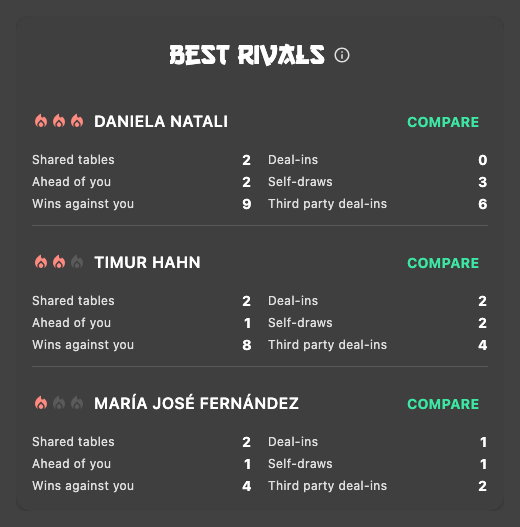 BEST RIVALS
DANIELA NATALI COMPARE
Shared tables 2 Deal-ins 0
Ahead of you 2 Self-draws 3
Wins against you 9 Third party deal-ins 6
TIMUR HAHN COMPARE
Shared tables 2 Deal-ins 2
Ahead of you 1 Self-draws 2
Wins against you 8 Third party deal-ins 4
MARÍA JOSÉ FERNÁNDEZ COMPARE
Shared tables 2 Deal-ins 1
Ahead of you 1 Self-draws 1
Wins against you 4 Third party deal-ins 2